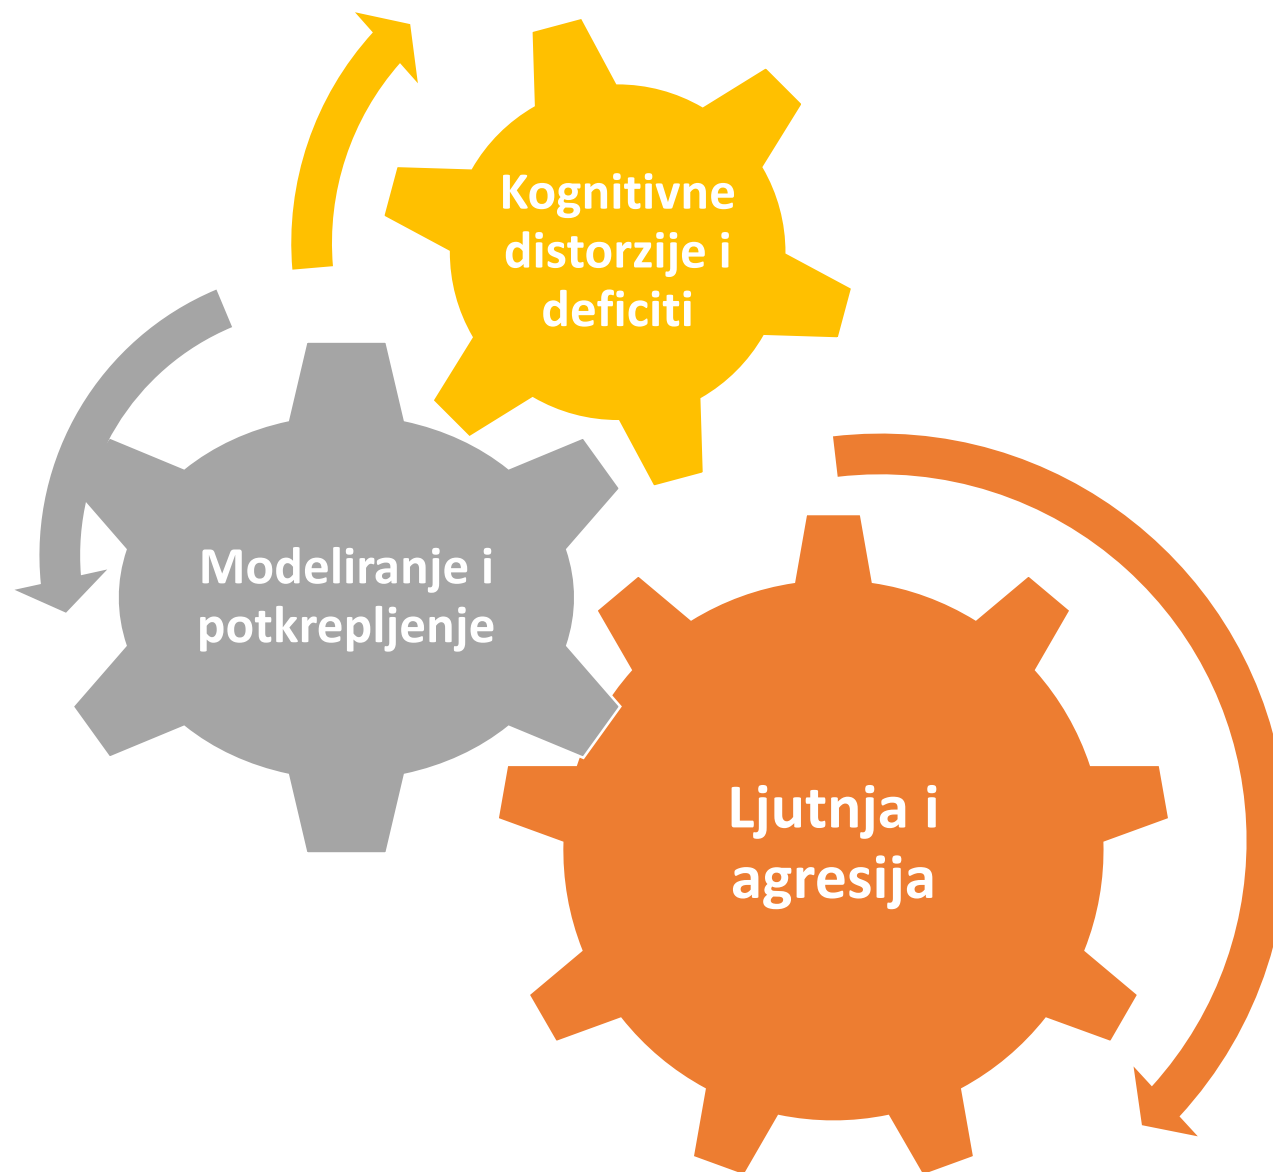 Kognitivne
distorzije i
deficiti
Modeliranje i
potkrepljenje
Ljutnja i
agresija